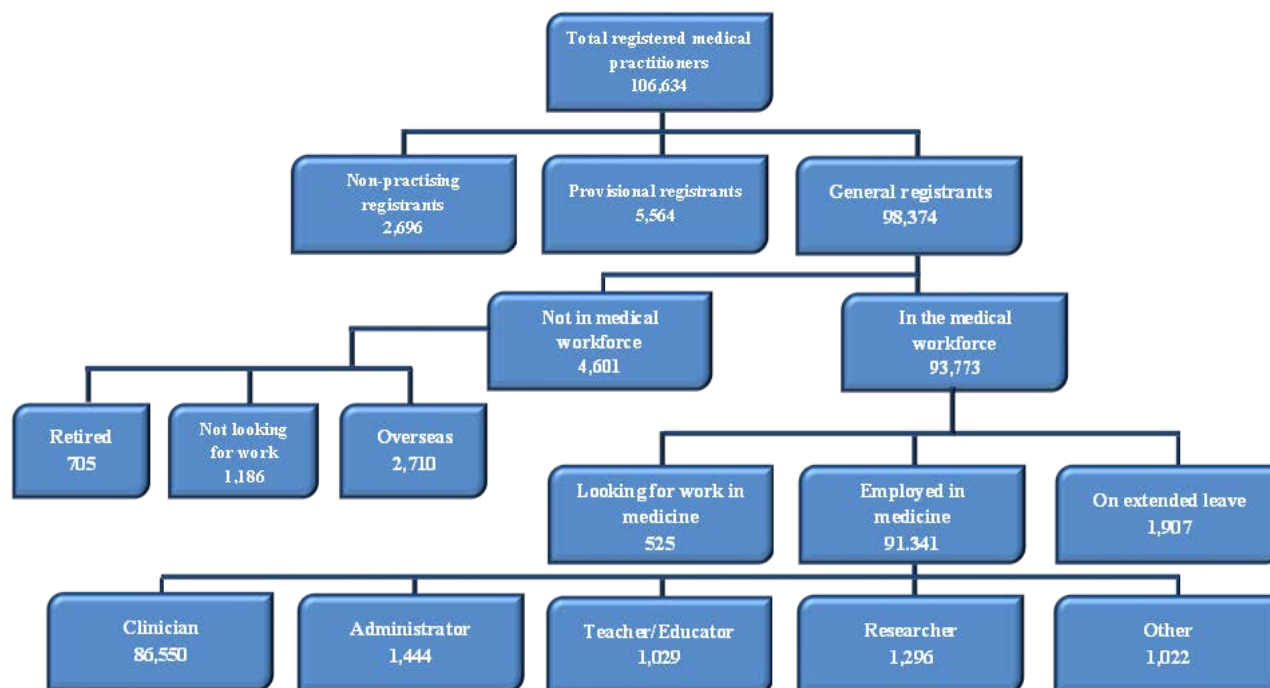 Total registered medical
practitioners
106,634
Non-practising
registrants
2,696
Provisional registrants
5,564
General registrants
98,374
Not in medical
workforce
4,601
In the medical
workforce
93,773
Retired
705
Not looking
for work
1,186
Overseas
2,710
Looking for work in
medicine
525
Employed in
medicine
91.341
On extended leave
1,907
Clinician
86,550
Administrator
1,444
Teacher/Educator
1,029
Researcher
1,296
Other
1,022